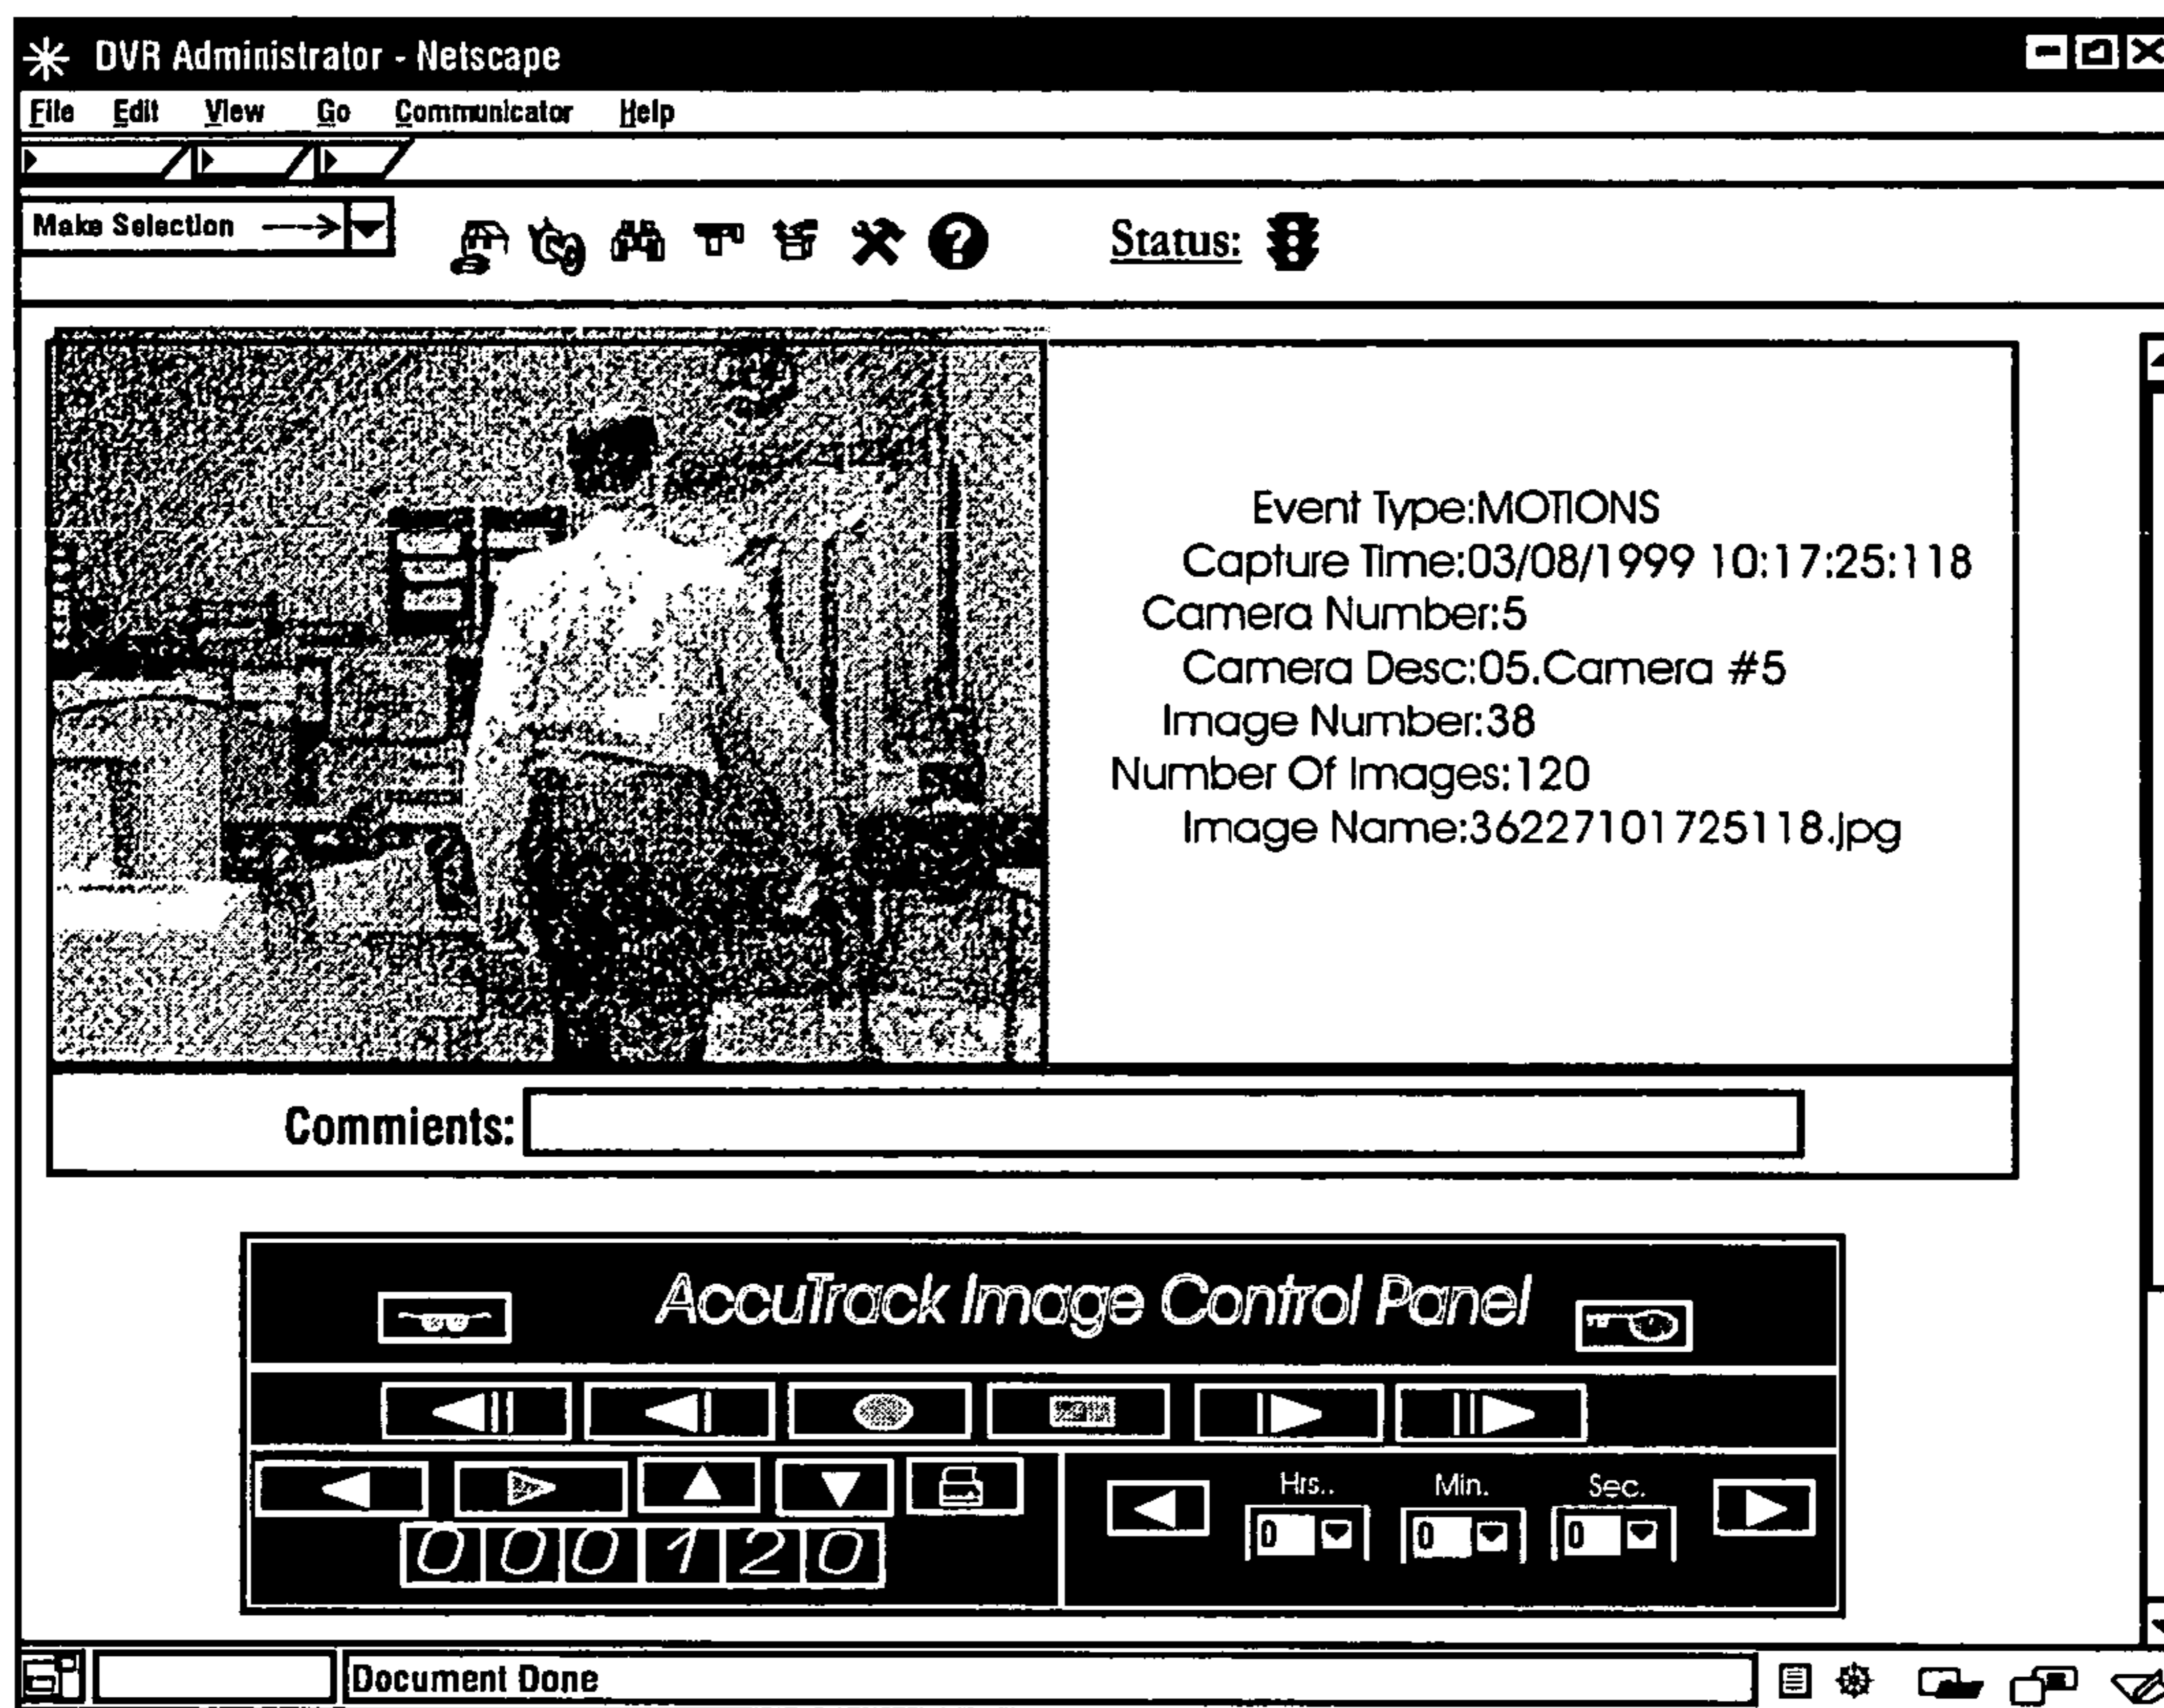 DVR Administrator - Netscape
File Edit View Go Communicator Help
Make Selection
Status:
Event Type:MOTIONS
Capture Time:03/08/1999 10:17:25:118
Camera Number:5
Camera Desc:05.Camera #5
Image Number:38
Number Of Images:120
Image Name:36227101725118.jpg
Commients:
AccuTrack Image Control Panel
Hrs.. Min. Sec.
0 0 0
000120
Document Done